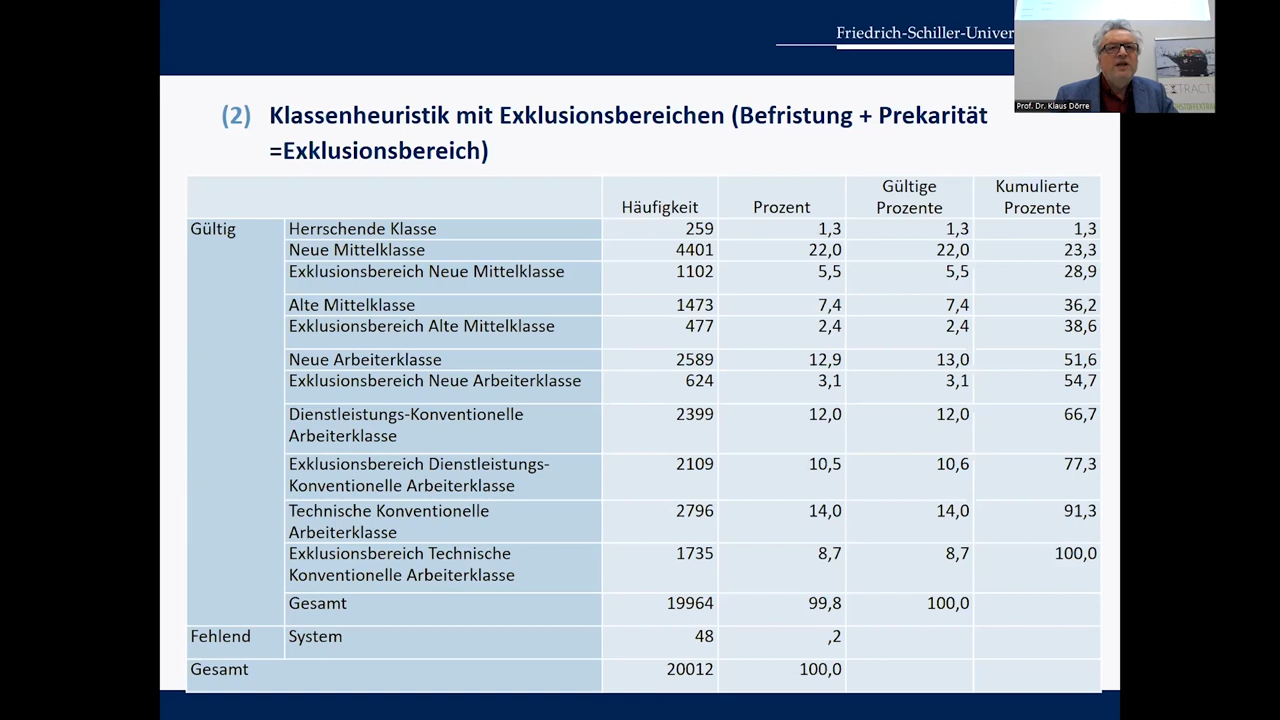 Friedrich-Schiller-Univer
Prof. Dr. Klaus Dörre
(2) Klassenheuristik mit Exklusionsbereichen (Befristung + Prekarität
=Exklusionsbereich)
Häufigkeit Prozent Gültige Prozente Kumulierte Prozente
Gültig Herrschende Klasse 259 1,3 1,3 1,3
Neue Mittelklasse 4401 22,0 22,0 23,3
Exklusionsbereich Neue Mittelklasse 1102 5,5 5,5 28,9
Alte Mittelklasse 1473 7,4 7,4 36,2
Exklusionsbereich Alte Mittelklasse 477 2,4 2,4 38,6
Neue Arbeiterklasse 2589 12,9 13,0 51,6
Exklusionsbereich Neue Arbeiterklasse 624 3,1 3,1 54,7
Dienstleistungs-Konventionelle 2399 12,0 12,0 66,7
Arbeiterklasse
Exklusionsbereich Dienstleistungs- 2109 10,5 10,6 77,3
Konventionelle Arbeiterklasse
Technische Konventionelle 2796 14,0 14,0 91,3
Arbeiterklasse
Exklusionsbereich Technische 1735 8,7 8,7 100,0
Konventionelle Arbeiterklasse
Gesamt 19964 99,8 100,0
Fehlend System 48 ,2
Gesamt 20012 100,0